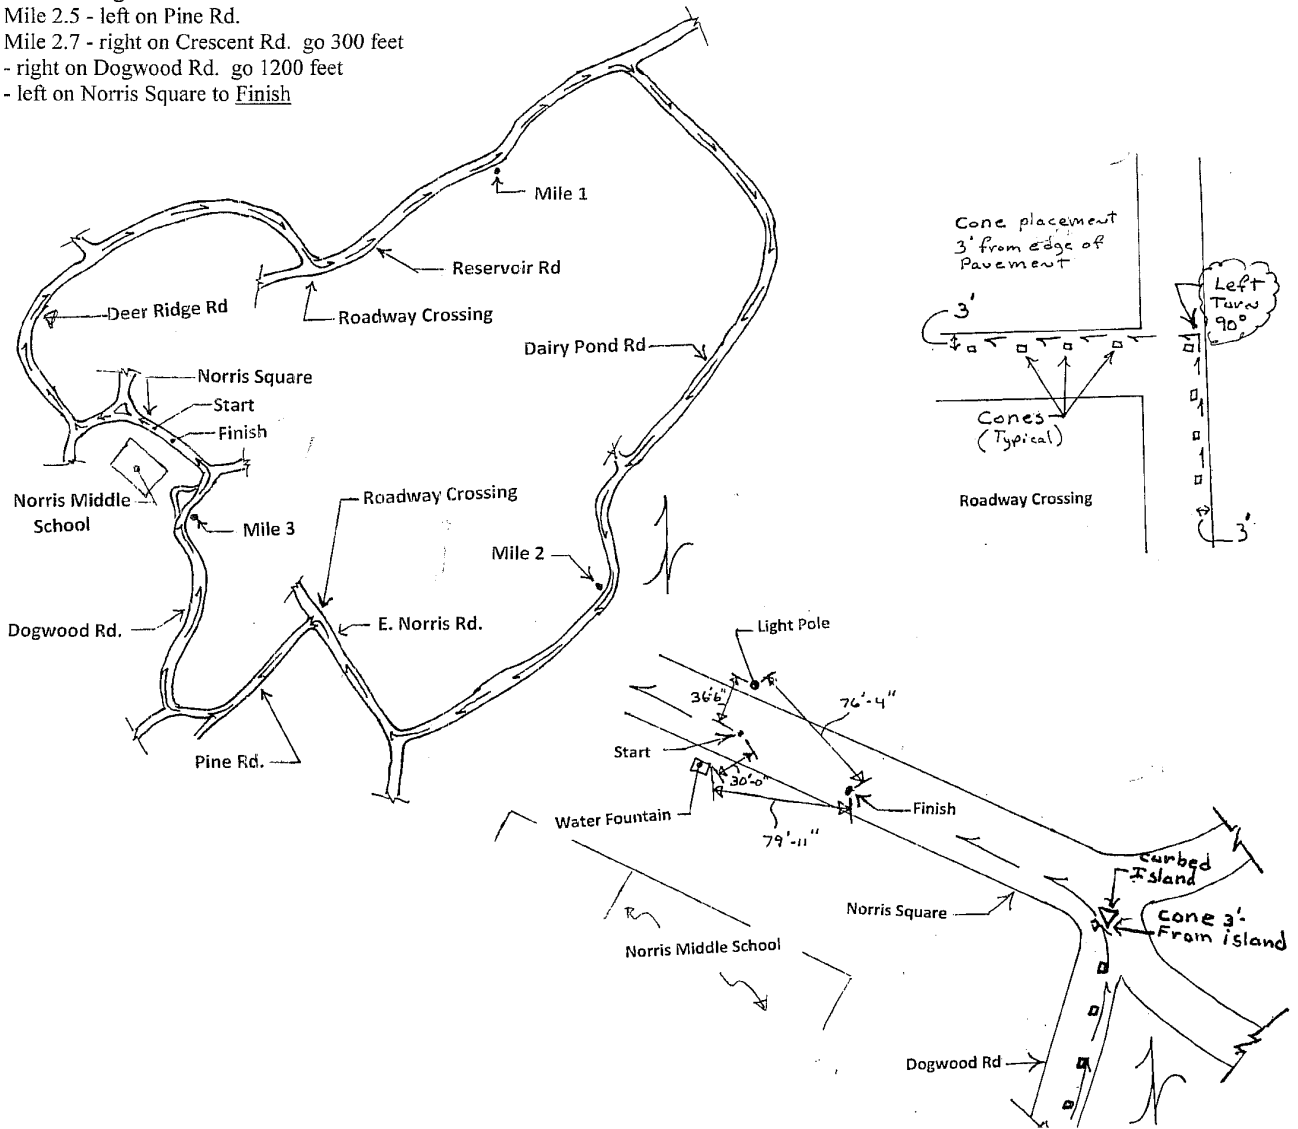 Mile 2.5 - left on Pine Rd.
Mile 2.7 - right on Crescent Rd. go 300 feet
- right on Dogwood Rd. go 1200 feet
- left on Norris Square to Finish
Mile 1
Reservoir Rd
Roadway Crossing
Deer Ridge Rd
Dairy Pond Rd
Norris Square
Start
Finish
Norris Middle
School
Mile 3
Roadway Crossing
Mile 2
E. Norris Rd.
Dogwood Rd.
Pine Rd.
N
Cone placement
3' from edge of
Pavement
Left
Turn
90°
3'
Cones
(Typical)
Roadway Crossing
3'
Light Pole
36'6"
76'-4"
Start
30'-0"
Water Fountain
79'-11"
Finish
Curbed
Island
Norris Square
Cone 3'-
From island
Norris Middle School
Dogwood Rd
N